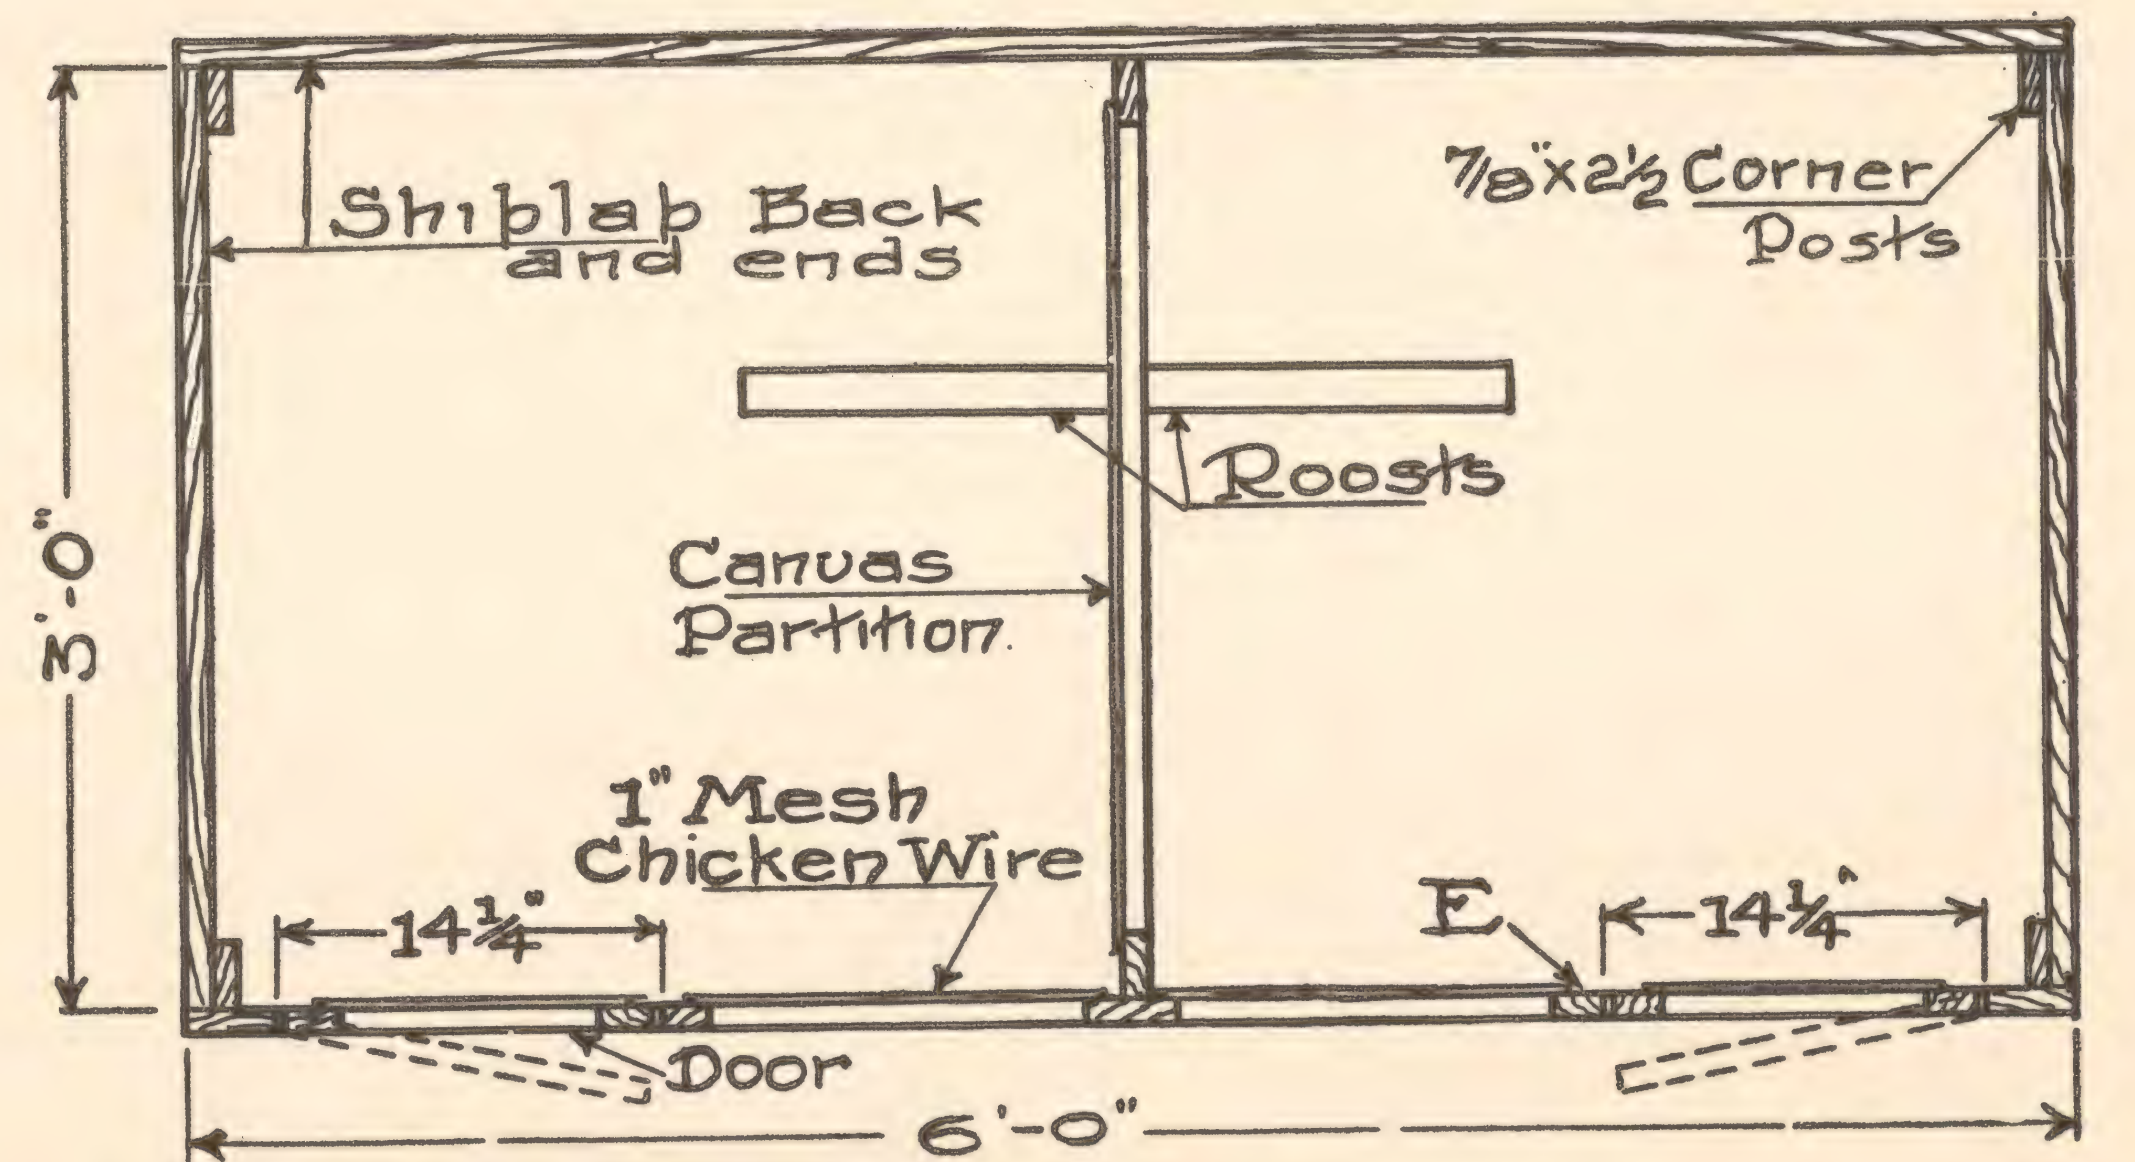 Shiplap Back
and ends
7/8"x2½ Corner
Posts
Roosts
3'-0"
Canvas
Partition.
1" Mesh
Chicken Wire
14¼"
E
14¼"
Door
6'-0"